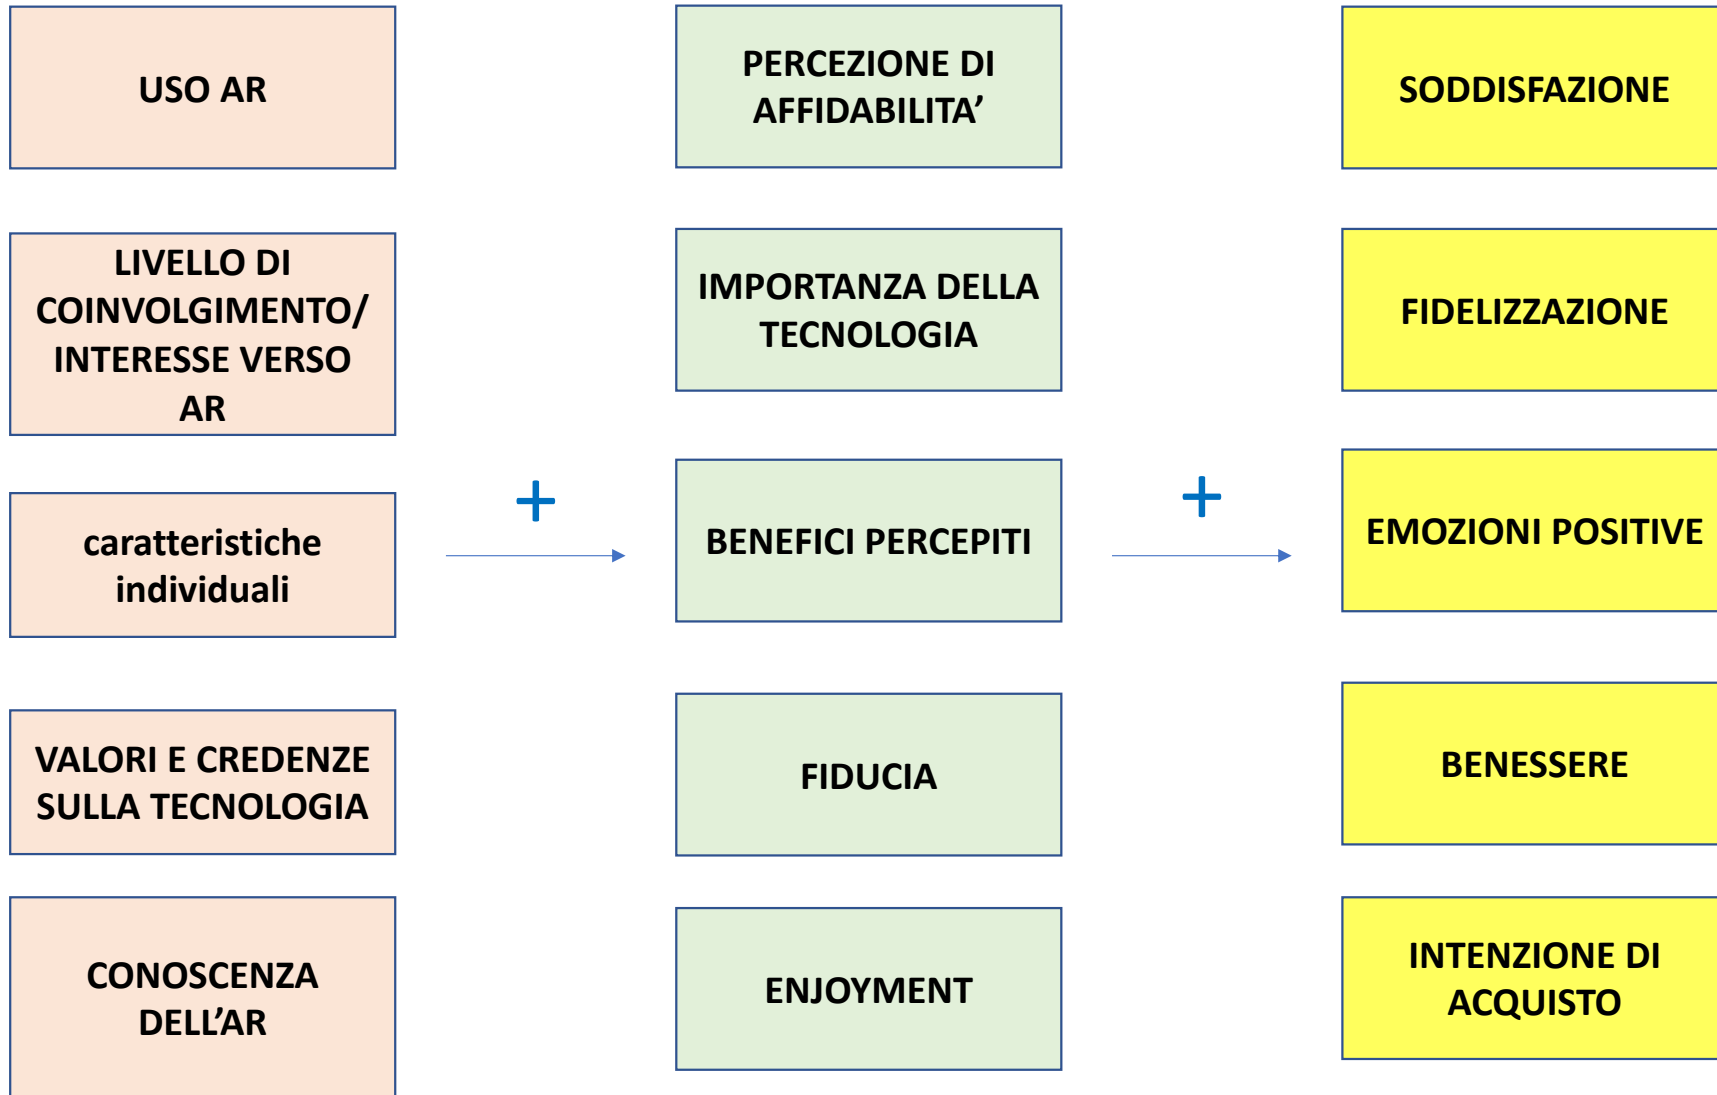 USO AR
LIVELLO DI
COINVOLGIMENTO/
INTERESSE VERSO
AR
caratteristiche
individuali
VALORI E CREDENZE
SULLA TECNOLOGIA
CONOSCENZA
DELL’AR
+
PERCEZIONE DI
AFFIDABILITA’
IMPORTANZA DELLA
TECNOLOGIA
BENEFICI PERCEPITI
FIDUCIA
ENJOYMENT
+
SODDISFAZIONE
FIDELIZZAZIONE
EMOZIONI POSITIVE
BENESSERE
INTENZIONE DI
ACQUISTO